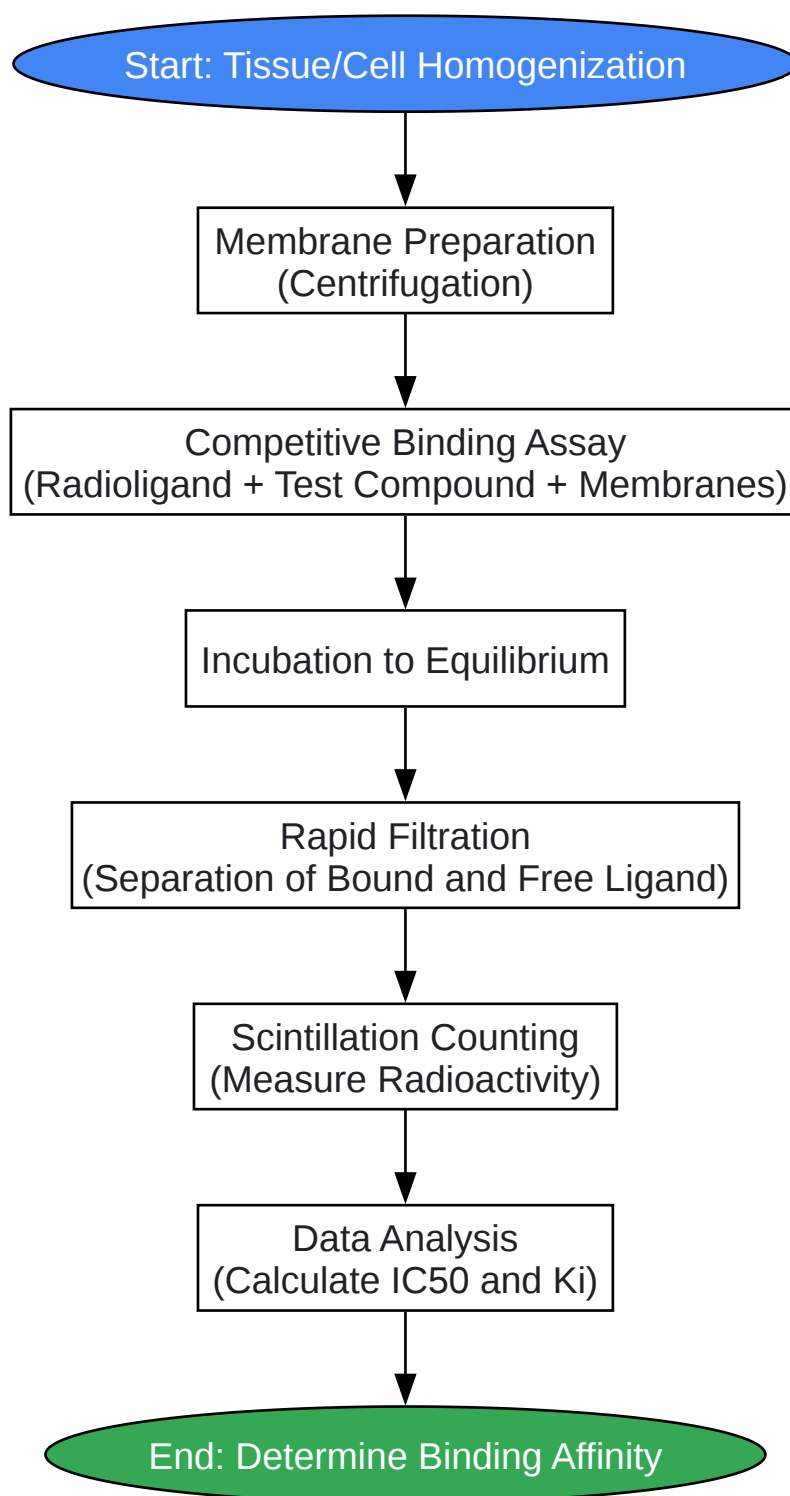 Start: Tissue/Cell Homogenization
Membrane Preparation
(Centrifugation)
Competitive Binding Assay
(Radioligand + Test Compound + Membranes)
Incubation to Equilibrium
Rapid Filtration
(Separation of Bound and Free Ligand)
Scintillation Counting
(Measure Radioactivity)
Data Analysis
(Calculate IC50 and Ki)
End: Determine Binding Affinity